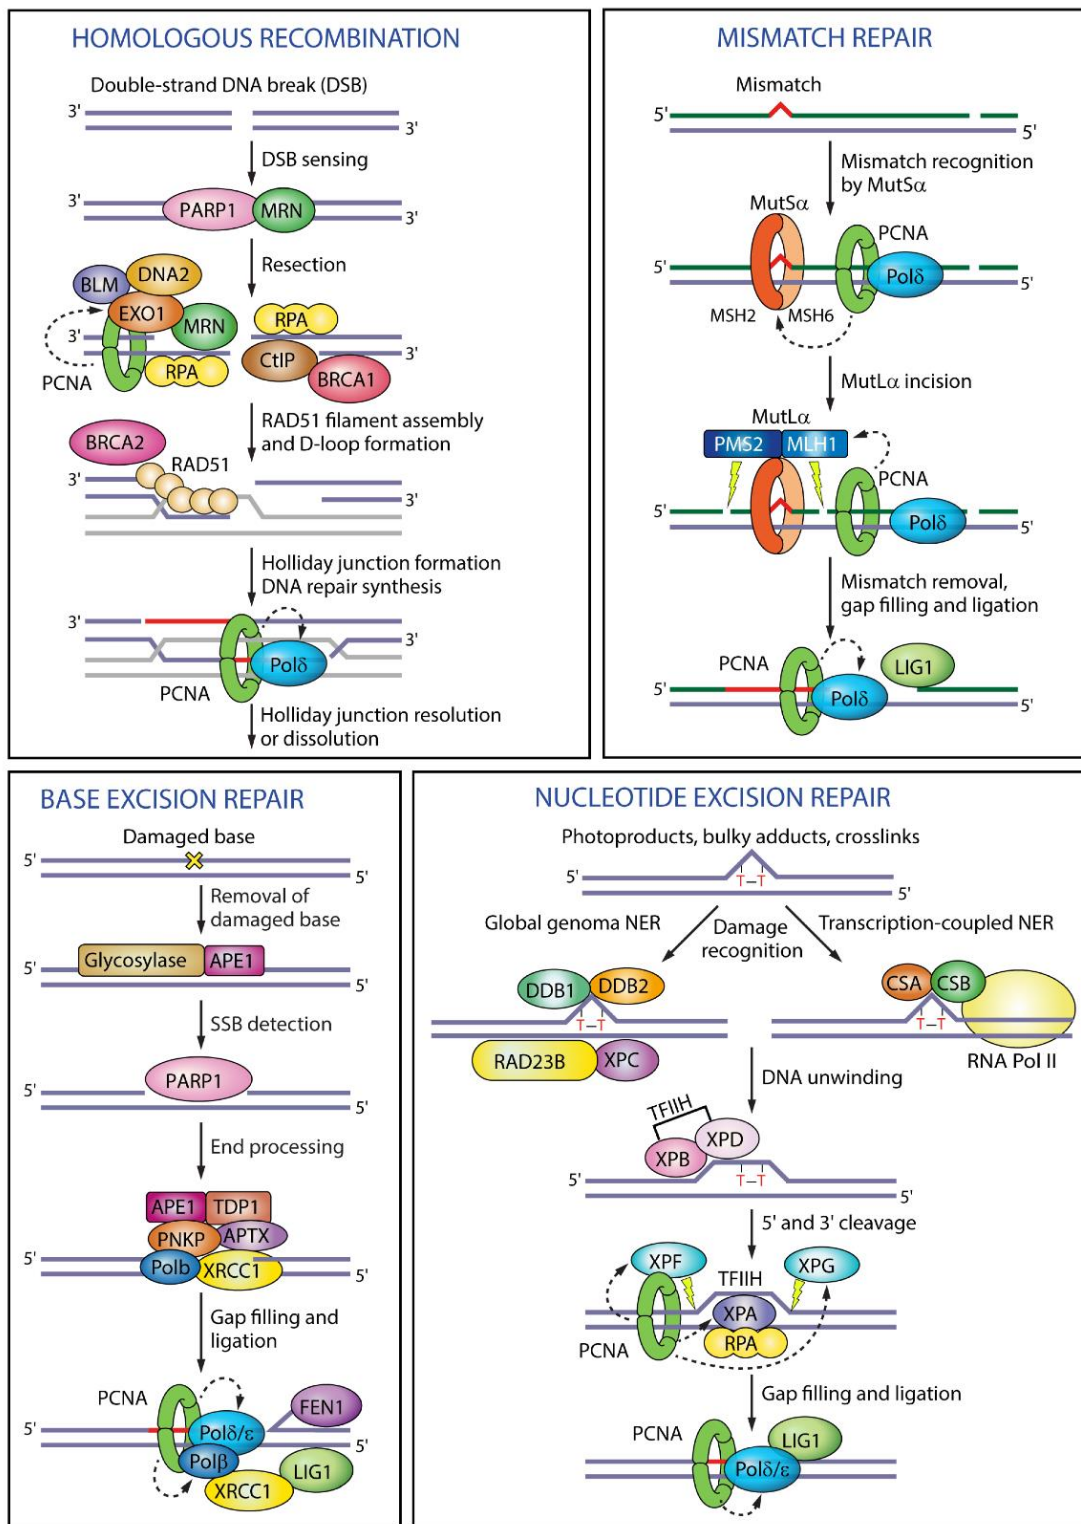 HOMOLOGOUS RECOMBINATION
Double-strand DNA break (DSB)
3'
3'
DSB sensing
3'
PARP1
MRN
3'
Resection
BLM
DNA2
EXO1
MRN
3'
PCNA
RPA
RPA
CtIP
3'
BRCA1
RAD51 filament assembly
and D-loop formation
BRCA2
RAD51
3'
3'
Holliday junction formation
DNA repair synthesis
3'
3'
Polδ
PCNA
Holliday junction resolution
or dissolution
MISMATCH REPAIR
Mismatch
5'
5'
Mismatch recognition
by MutSα
MutSα
PCNA
5'
Polδ
5'
MSH2
MSH6
MutLα incision
MutLα
PMS2
MLH1
PCNA
5'
Polδ
5'
Mismatch removal,
gap filling and ligation
PCNA
LIG1
5'
Polδ
5'
BASE EXCISION REPAIR
Damaged base
5'
5'
Removal of
damaged base
5'
Glycosylase
APE1
5'
SSB detection
PARP1
5'
5'
End processing
APE1
TDP1
PNKP
APTX
5'
Polb
XRCC1
5'
Gap filling and
ligation
PCNA
FEN1
5'
Polδ/ε
5'
Polβ
LIG1
XRCC1
NUCLEOTIDE EXCISION REPAIR
Photoproducts, bulky adducts, crosslinks
5'
T–T
5'
Global genoma NER
Damage
recognition
Transcription-coupled NER
DDB1
DDB2
T–T
RAD23B
XPC
CSA
CSB
T–T
RNA Pol II
DNA unwinding
TFIIH
XPB
XPD
5'
T–T
5'
5' and 3' cleavage
XPF
TFIIH
XPG
5'
XPA
5'
RPA
PCNA
Gap filling and ligation
PCNA
LIG1
5'
Polδ/ε
5'